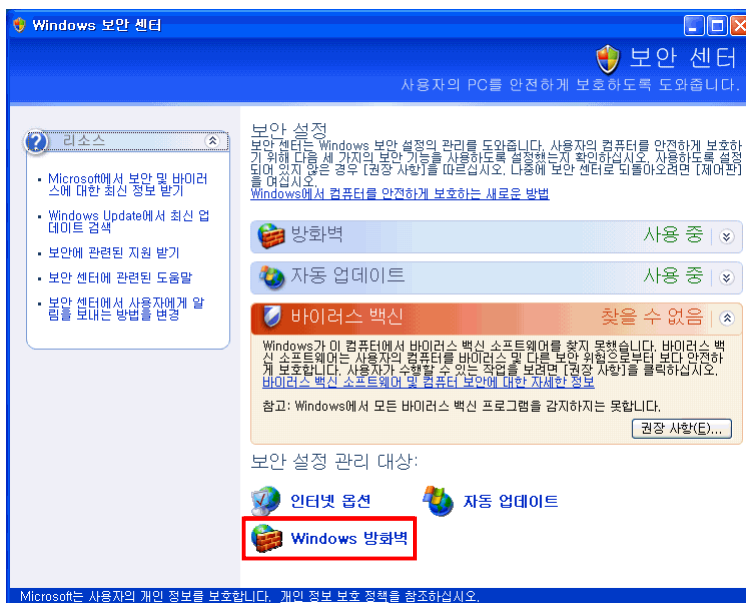 Windows 보안 센터
보안 센터
사용자의 PC를 안전하게 보호하도록 도와줍니다.
리소스
Microsoft에서 보안 및 바이러
스에 대한 최신 정보 받기
Windows Update에서 최신 업
데이트 검색
보안에 관련된 지원 받기
보안 센터에 관련된 도움말
보안 센터에서 사용자에게 알
림을 보내는 방법을 변경
보안 설정
보안 센터는 Windows 보안 설정의 관리를 도와줍니다. 사용자의 컴퓨터를 안전하게 보호하
기 위해 다음 세 가지의 보안 기능을 사용하도록 설정했는지 확인하십시오. 사용하도록 설정
되어 있지 않은 경우 [권장 사항]을 따르십시오. 나중에 보안 센터로 되돌아오려면 [제어판]
을 여십시오.
Windows에서 컴퓨터를 안전하게 보호하는 새로운 방법
방화벽 사용 중
자동 업데이트 사용 중
바이러스 백신 찾을 수 없음
Windows가 이 컴퓨터에서 바이러스 백신 소프트웨어를 찾지 못했습니다. 바이러스 백
신 소프트웨어는 사용자의 컴퓨터를 바이러스 및 다른 보안 위험으로부터 보다 안전하
게 보호합니다. 사용자가 수행할 수 있는 작업을 보려면 [권장 사항]을 클릭하십시오.
바이러스 백신 소프트웨어 및 컴퓨터 보안에 대한 자세한 정보
참고: Windows에서 모든 바이러스 백신 프로그램을 감지하지는 못합니다.
권장 사항(E)...
보안 설정 관리 대상:
인터넷 옵션 자동 업데이트
Windows 방화벽
Microsoft는 사용자의 개인 정보를 보호합니다. 개인 정보 보호 정책을 참조하십시오.